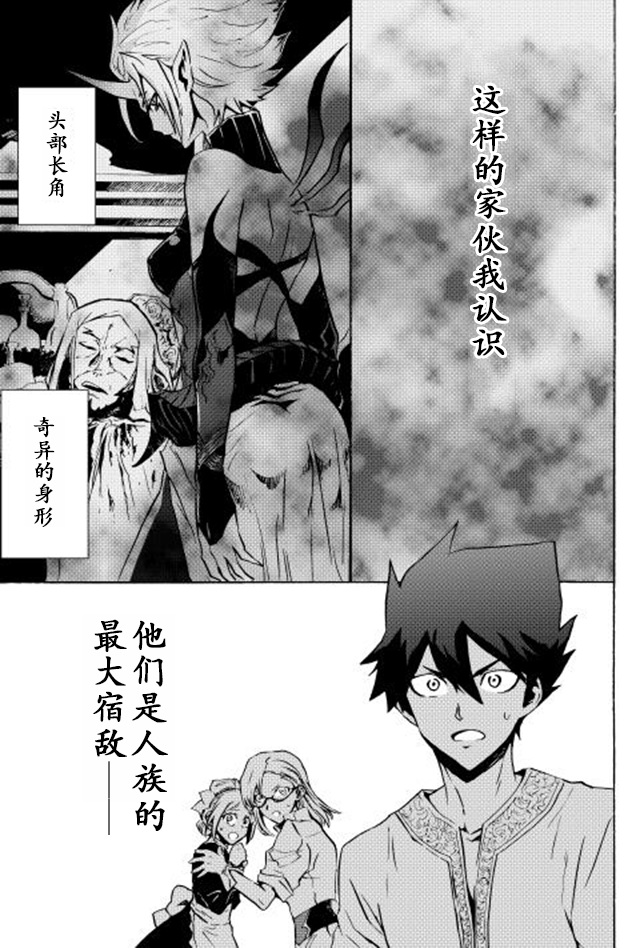 这样的家伙我认识
头部长角
奇异的身形
他们是人族的
最大宿敌——